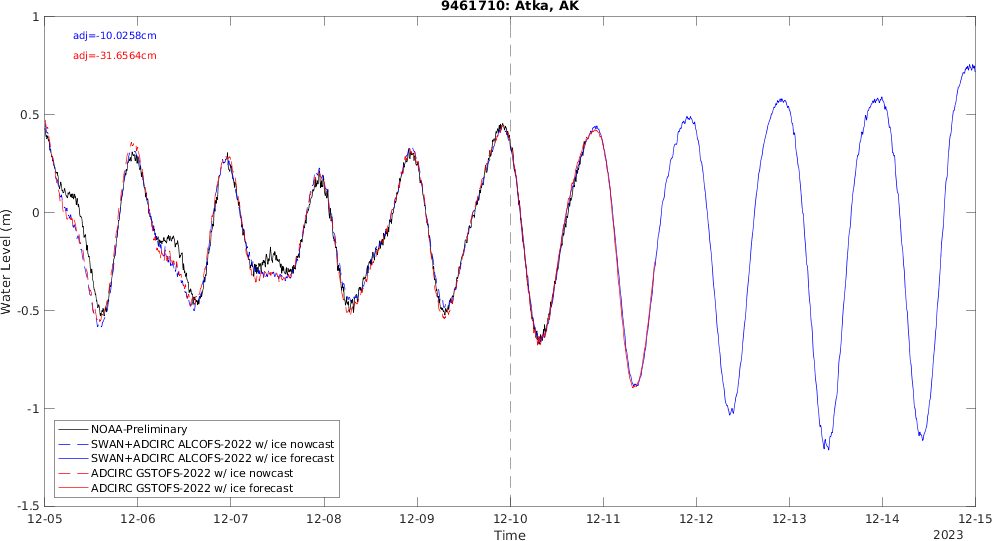 9461710: Atka, AK
adj=-10.0258cm
adj=-31.6564cm
Water Level (m)
1
0.5
0
-0.5
-1
-1.5
NOAA-Preliminary
SWAN+ADCIRC ALCOFS-2022 w/ ice nowcast
SWAN+ADCIRC ALCOFS-2022 w/ ice forecast
ADCIRC GSTOFS-2022 w/ ice nowcast
ADCIRC GSTOFS-2022 w/ ice forecast
12-05 12-06 12-07 12-08 12-09 12-10 12-11 12-12 12-13 12-14 12-15
Time
2023